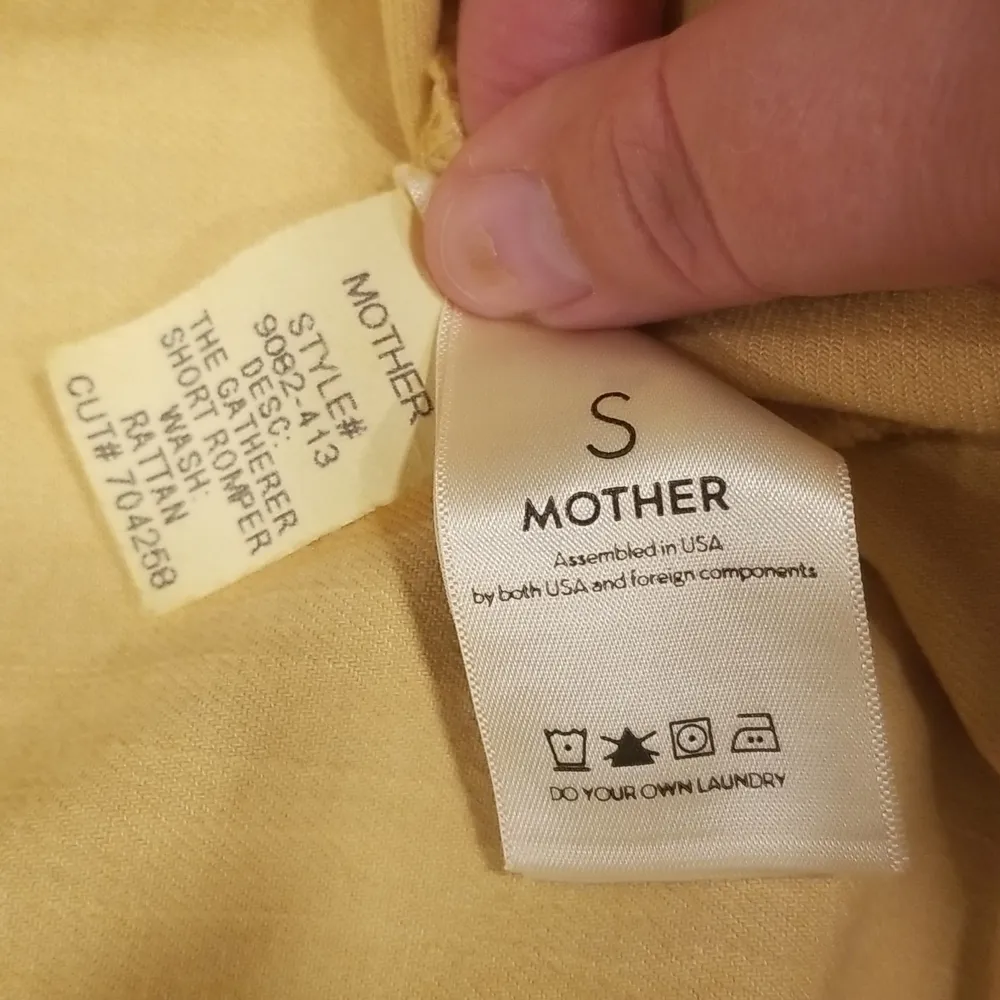 MOTHER
STYLE#
9082-413
DESC:
THE GATHERER
SHORT ROMPER
WASH:
RATTAN
CUT# 704258
S
MOTHER
Assembled in USA
by both USA and foreign components
DO YOUR OWN LAUNDRY